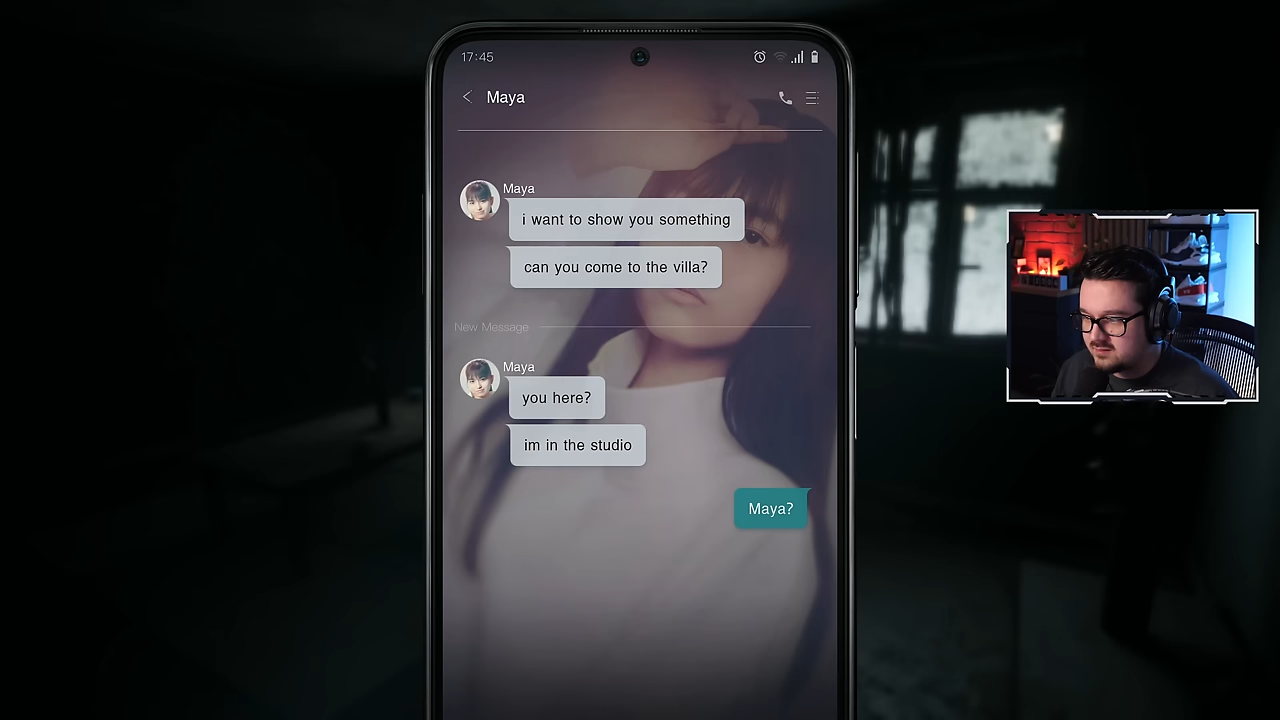 17:45
Maya
Maya
i want to show you something
can you come to the villa?
New Message
Maya
you here?
im in the studio
Maya?